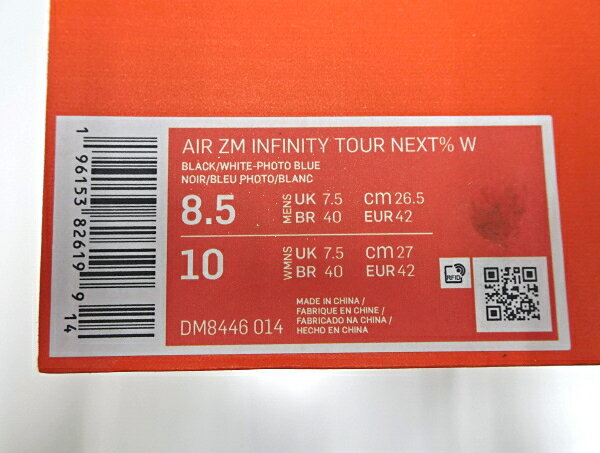 1 96153 82619 9 14
AIR ZM INFINITY TOUR NEXT% W
BLACK/WHITE-PHOTO BLUE
NOIR/BLEU PHOTO/BLANC
8.5 MENS UK 7.5 CM 26.5
BR 40 EUR 42
10 WMNS UK 7.5 CM 27
BR 40 EUR 42
RFID
MADE IN CHINA /
FABRIQUE EN CHINE /
FABRICADO NA CHINA /
HECHO EN CHINA
DM8446 014